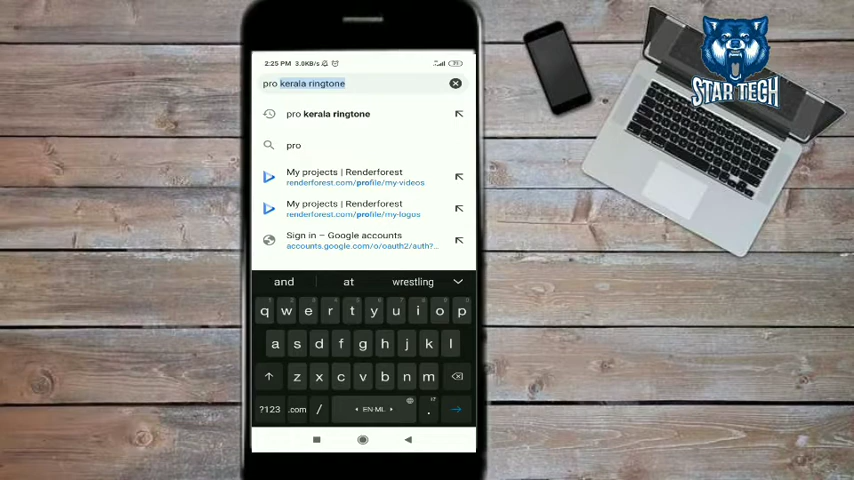 STAR TECH
2:25 PM 3.0KB/s
pro kerala ringtone
pro kerala ringtone
pro
My projects | Renderforest
renderforest.com/profile/my-videos
My projects | Renderforest
renderforest.com/profile/my-logos
Sign in – Google accounts
accounts.google.com/o/oauth2/auth?...
and at wrestling
q w e r t y u i o p
a s d f g h j k l
z x c v b n m
?123 .com / EN·ML .